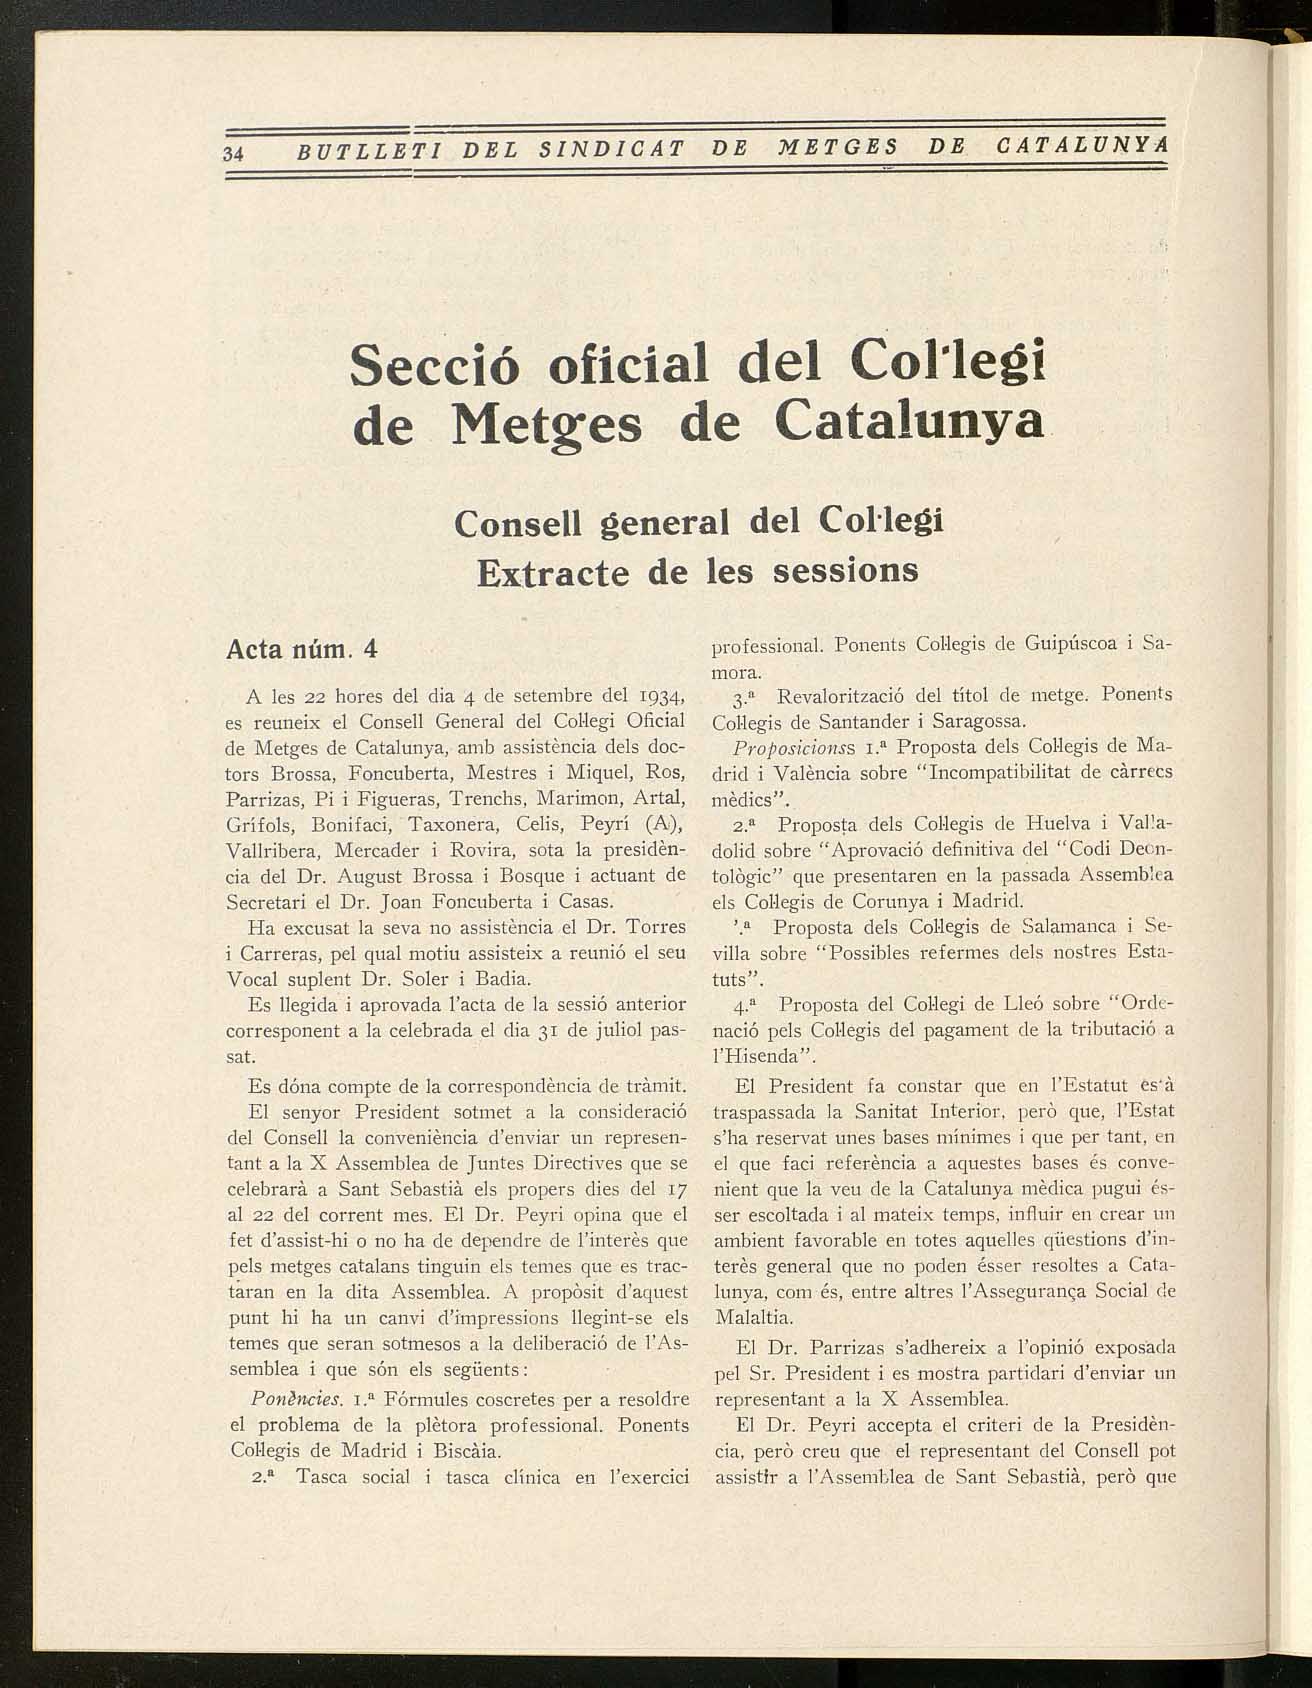 34 BUTLLETI DEL SINDICAT DE METGES DE CATALUNYA
Secció oficial del Col·legi
de Metges de Catalunya
Consell general del Col·legi
Extracte de les sessions
Acta núm. 4
A les 22 hores del dia 4 de setembre del 1934,
es reuneix el Consell General del Col·legi Oficial
de Metges de Catalunya, amb assistència dels doc-
tors Brossa, Foncuberta, Mestres i Miquel, Ros,
Parrizas, Pi i Figueras, Trenchs, Marimon, Artal,
Grífols, Bonifaci, Taxonera, Celis, Peyrí (A),
Vallribera, Mercader i Rovira, sota la presidèn-
cia del Dr. August Brossa i Bosque i actuant de
Secretari el Dr. Joan Foncuberta i Casas.
Ha excusat la seva no assistència el Dr. Torres
i Carreras, pel qual motiu assisteix a reunió el seu
Vocal suplent Dr. Soler i Badia.
Es llegida i aprovada l'acta de la sessió anterior
corresponent a la celebrada el dia 31 de juliol pas-
sat.
Es dóna compte de la correspondència de tràmit.
El senyor President sotmet a la consideració
del Consell la conveniència d'enviar un represen-
tant a la X Assemblea de Juntes Directives que se
celebrarà a Sant Sebastià els propers dies del 17
al 22 del corrent mes. El Dr. Peyri opina que el
fet d'assist-hi o no ha de dependre de l'interès que
pels metges catalans tinguin els temes que es trac-
taran en la dita Assemblea. A propòsit d'aquest
punt hi ha un canvi d'impressions llegint-se els
temes que seran sotmesos a la deliberació de l'As-
semblea i que són els següents:
Ponències. 1.ª Fórmules coscretes per a resoldre
el problema de la plètora professional. Ponents
Col·legis de Madrid i Biscàia.
2.ª Tasca social i tasca clínica en l'exercici
professional. Ponents Col·legis de Guipúscoa i Sa-
mora.
3.ª Revalorització del títol de metge. Ponents
Col·legis de Santander i Saragossa.
Proposicionss 1.ª Proposta dels Col·legis de Ma-
drid i València sobre "Incompatibilitat de càrrecs
mèdics".
2.ª Proposta dels Col·legis de Huelva i Valla-
dolid sobre "Aprovació definitiva del "Codi Deon-
tològic" que presentaren en la passada Assemblea
els Col·legis de Corunya i Madrid.
'.ª Proposta dels Col·legis de Salamanca i Se-
villa sobre "Possibles refermes dels nostres Esta-
tuts".
4.ª Proposta del Col·legi de Lleó sobre "Orde-
nació pels Col·legis del pagament de la tributació a
l'Hisenda".
El President fa constar que en l'Estatut està
traspassada la Sanitat Interior, però que, l'Estat
s'ha reservat unes bases mínimes i que per tant, en
el que faci referència a aquestes bases és conve-
nient que la veu de la Catalunya mèdica pugui és-
ser escoltada i al mateix temps, influir en crear un
ambient favorable en totes aquelles qüestions d'in-
terès general que no poden ésser resoltes a Cata-
lunya, com és, entre altres l'Assegurança Social de
Malaltia.
El Dr. Parrizas s'adhereix a l'opinió exposada
pel Sr. President i es mostra partidari d'enviar un
representant a la X Assemblea.
El Dr. Peyri accepta el criteri de la Presidèn-
cia, però creu que el representant del Consell pot
assistir a l'Assemblea de Sant Sebastià, però que